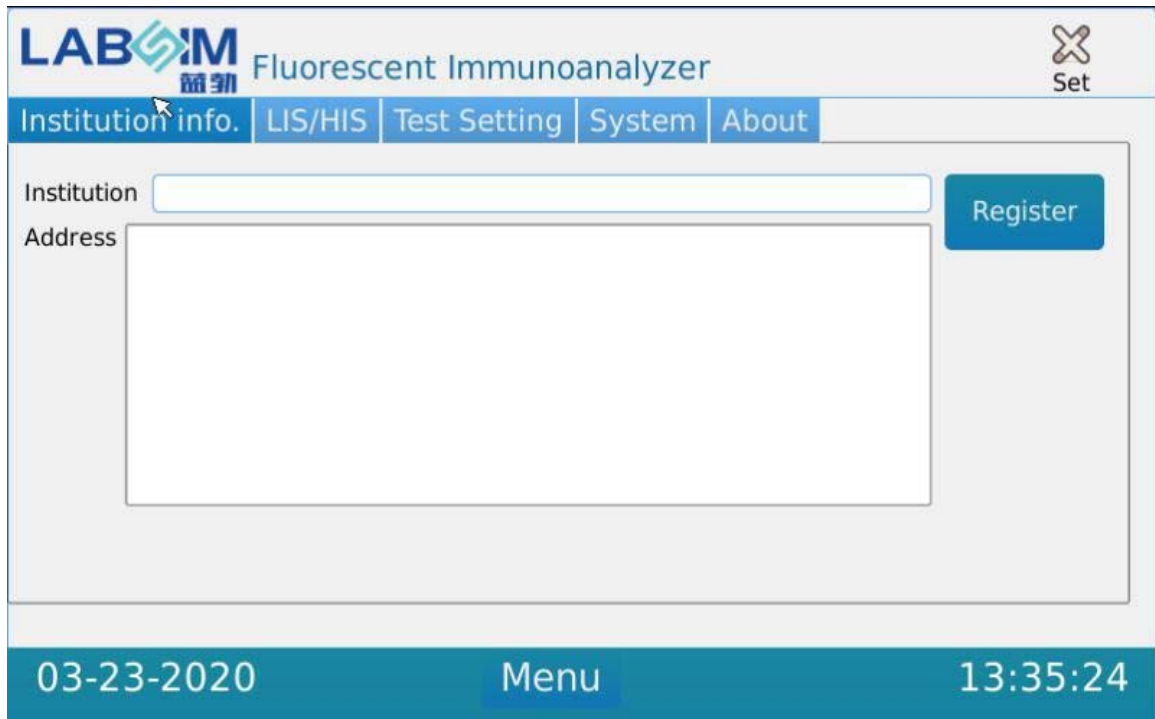 LABSIM
蓝勃
Fluorescent Immunoanalyzer
Set
Institution info.
LIS/HIS
Test Setting
System
About
Institution
Register
Address
03-23-2020
Menu
13:35:24